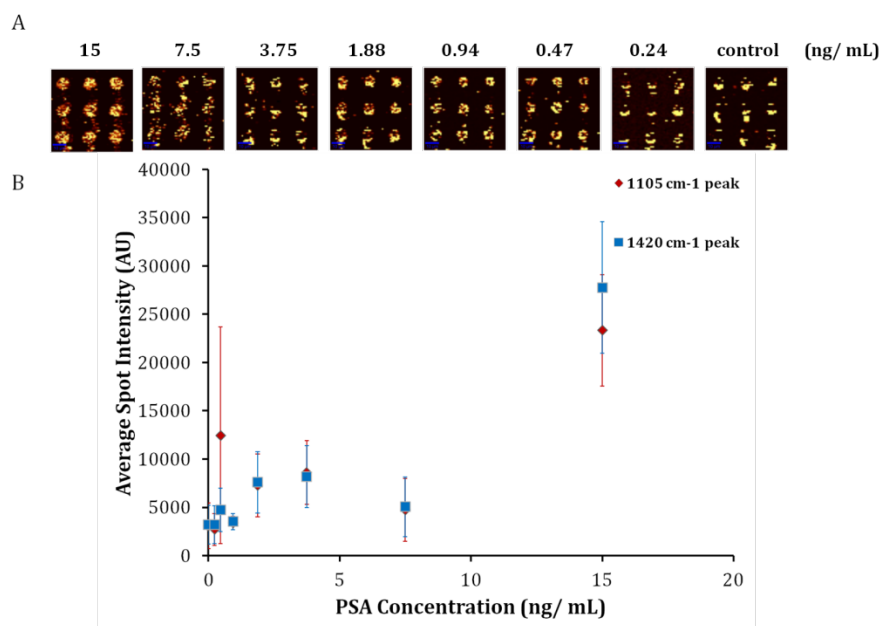 A
15 7.5 3.75 1.88 0.94 0.47 0.24 control (ng/ mL)
B
40000
35000
30000
25000
20000
15000
10000
5000
0
Average Spot Intensity (AU)
1105 cm-1 peak
1420 cm-1 peak
0 5 10 15 20
PSA Concentration (ng/ mL)